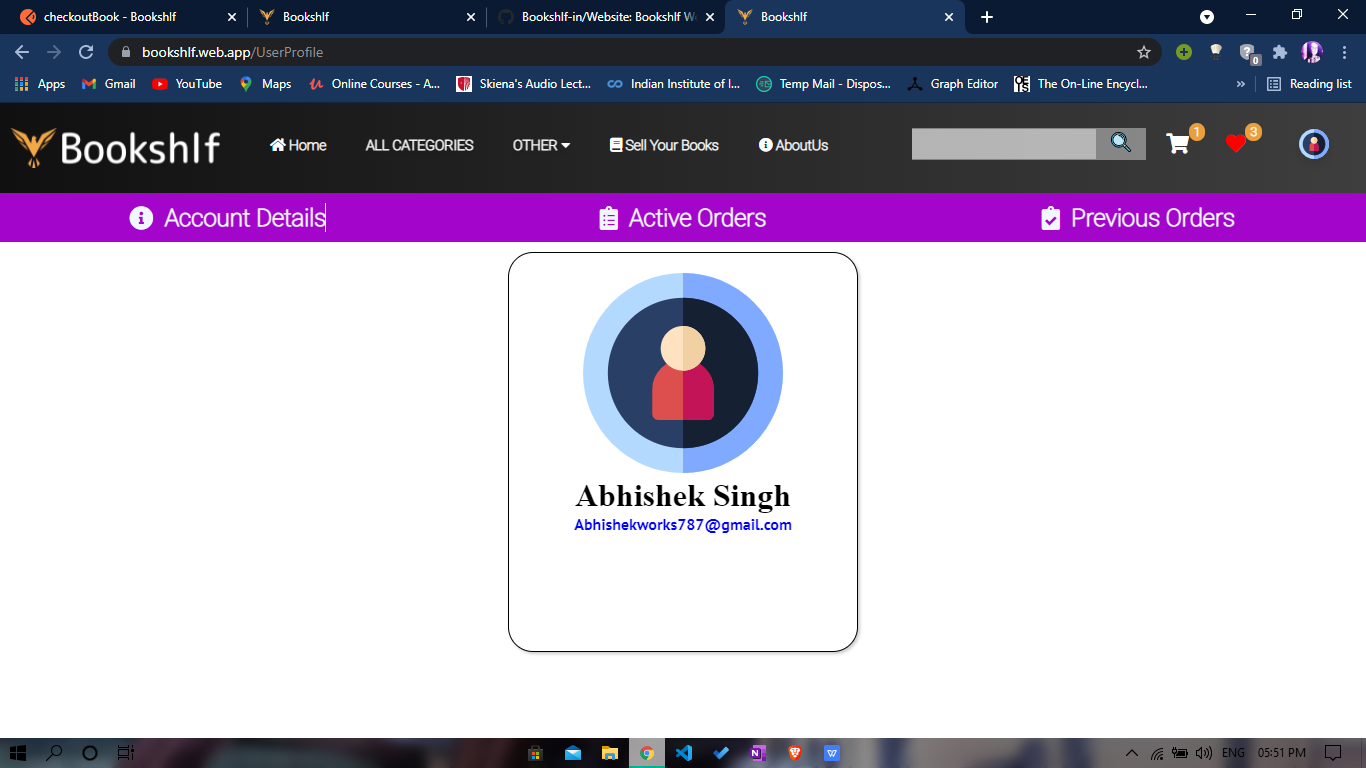 checkoutBook - Bookshlf
Bookshlf
Bookshlf-in/Website: Bookshlf W
Bookshlf
bookshlf.web.app/UserProfile
0
Apps
Gmail
YouTube
Maps
Online Courses - A...
Skiena's Audio Lect...
Indian Institute of I...
Temp Mail - Dispos...
Graph Editor
The On-Line Encycl...
»
Reading list
Bookshlf
Home
ALL CATEGORIES
OTHER
Sell Your Books
AboutUs
1
3
Account Details
Active Orders
Previous Orders
Abhishek Singh
Abhishekworks787@gmail.com
ENG
05:51 PM